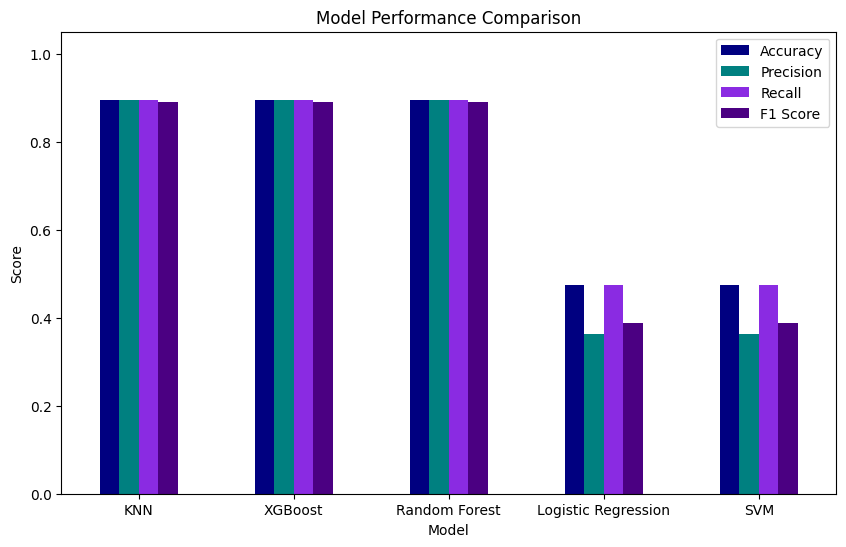 Model Performance Comparison
Accuracy
Precision
Recall
F1 Score
1.0
0.8
0.6
0.4
0.2
0.0
Score
KNN XGBoost Random Forest Logistic Regression SVM
Model